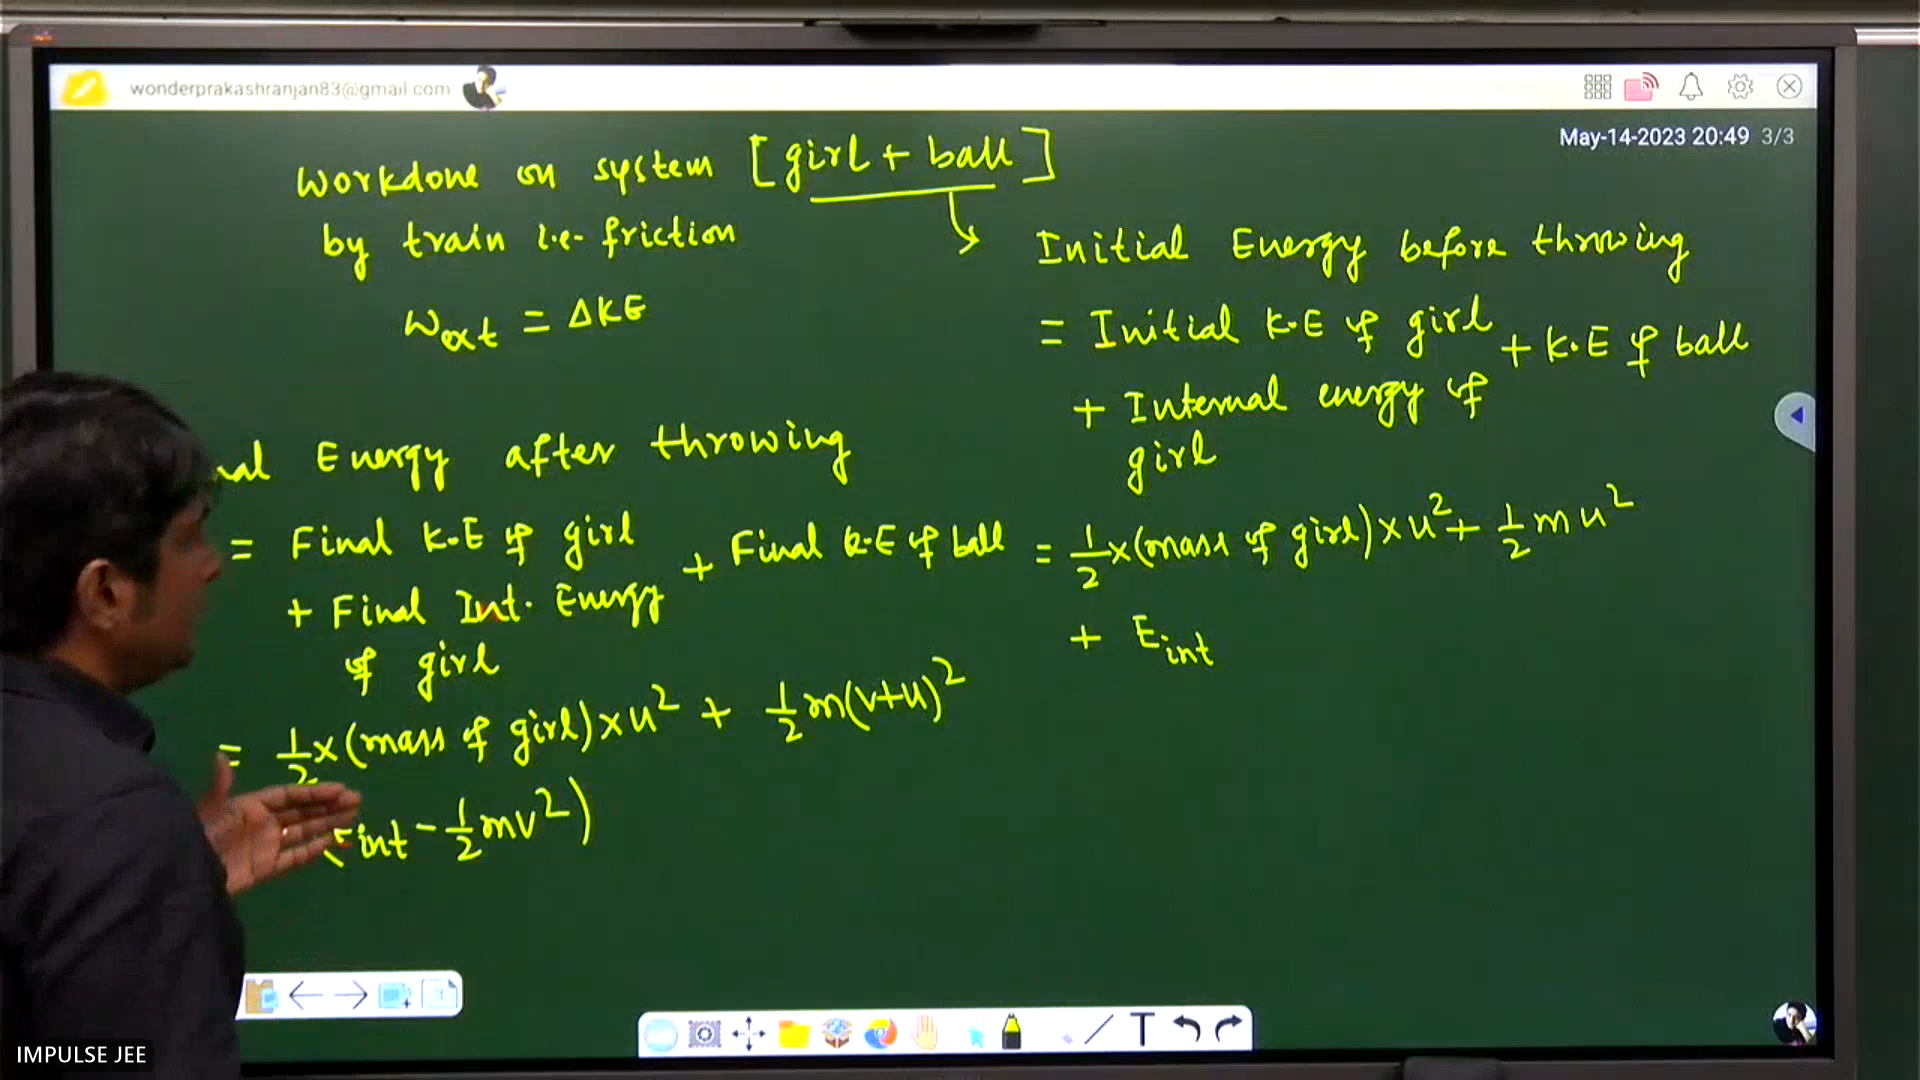 wonderprakashranjan83@gmail.com
May-14-2023 20:49 3/3
Workdone on system [girl + ball]
by train i.e- friction
Wext = ΔKE
Initial Energy before throwing
= Initial K.E of girl + K.E of ball
+ Internal energy of
girl
= 1/2 x (mass of girl) x u² + 1/2 m u²
+ Eint
Energy after throwing
= Final K.E of girl + Final K.E of ball
+ Final Int. Energy
of girl
= 1/2 x (mass of girl) x u² + 1/2 m(v+u)²
(Eint - 1/2 mv²)
T
IMPULSE JEE